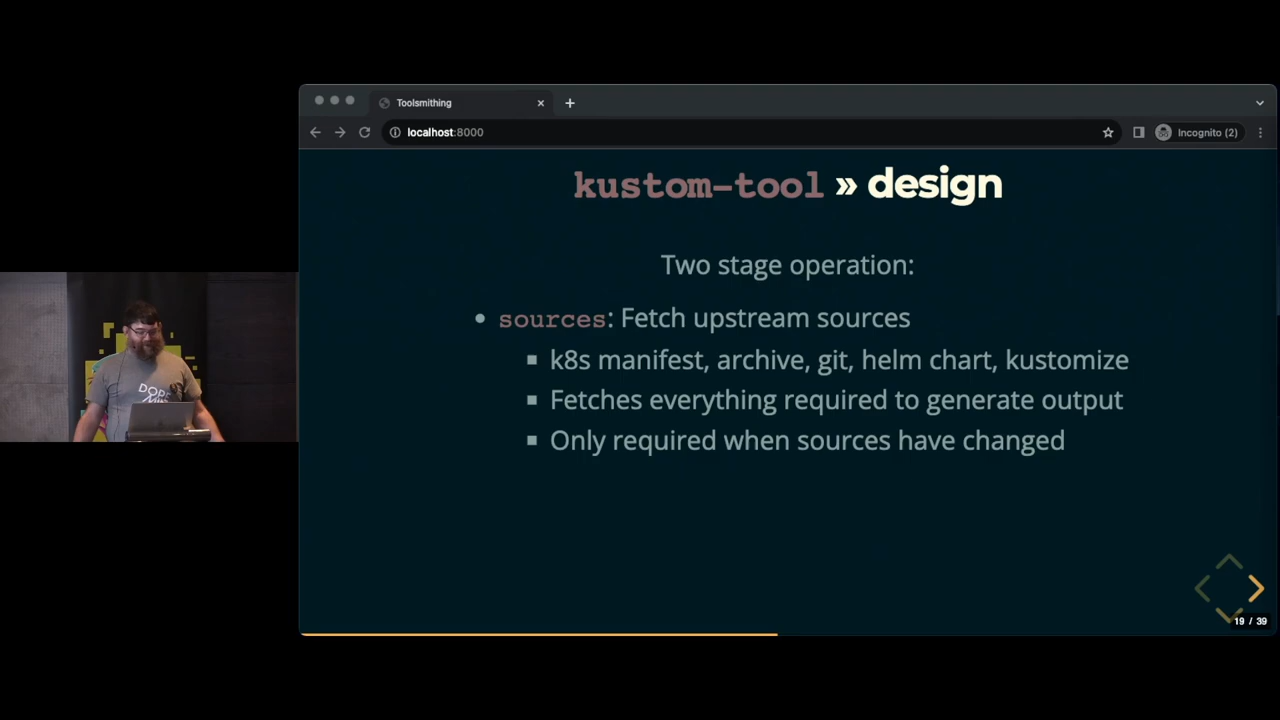 Toolsmithing
localhost:8000
Incognito (2)
kustom-tool » design
Two stage operation:
sources: Fetch upstream sources
k8s manifest, archive, git, helm chart, kustomize
Fetches everything required to generate output
Only required when sources have changed
DOPE
19 / 39